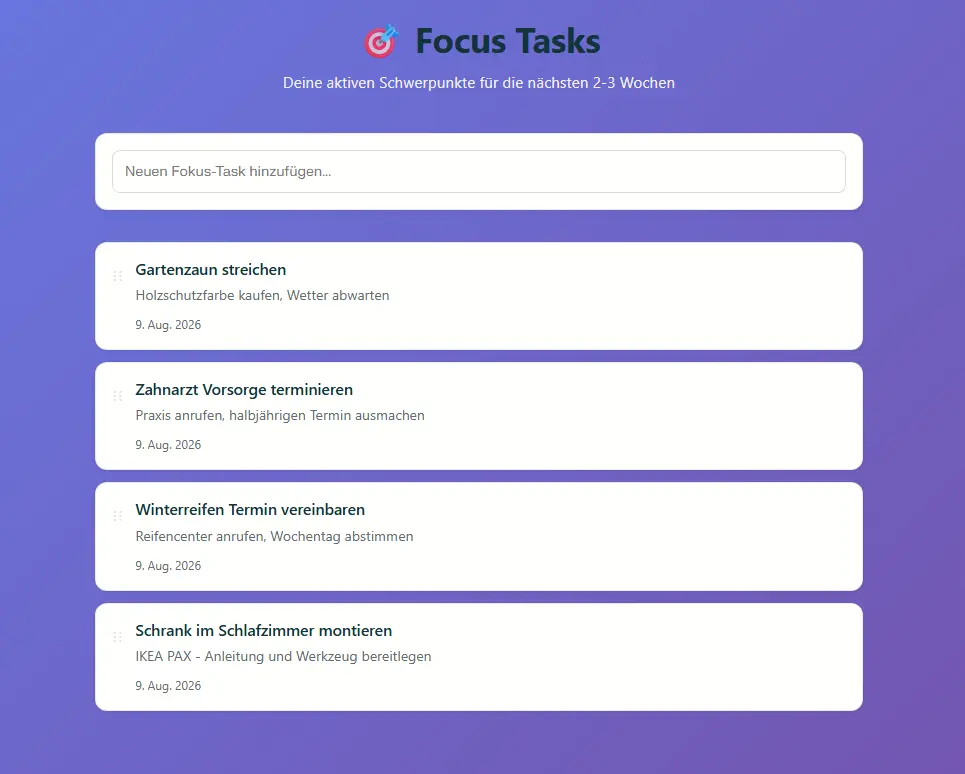 🎯 Focus Tasks
Deine aktiven Schwerpunkte für die nächsten 2-3 Wochen
Neuen Fokus-Task hinzufügen...
Gartenzaun streichen
Holzschutzfarbe kaufen, Wetter abwarten
9. Aug. 2026
Zahnarzt Vorsorge terminieren
Praxis anrufen, halbjährigen Termin ausmachen
9. Aug. 2026
Winterreifen Termin vereinbaren
Reifencenter anrufen, Wochentag abstimmen
9. Aug. 2026
Schrank im Schlafzimmer montieren
IKEA PAX - Anleitung und Werkzeug bereitlegen
9. Aug. 2026